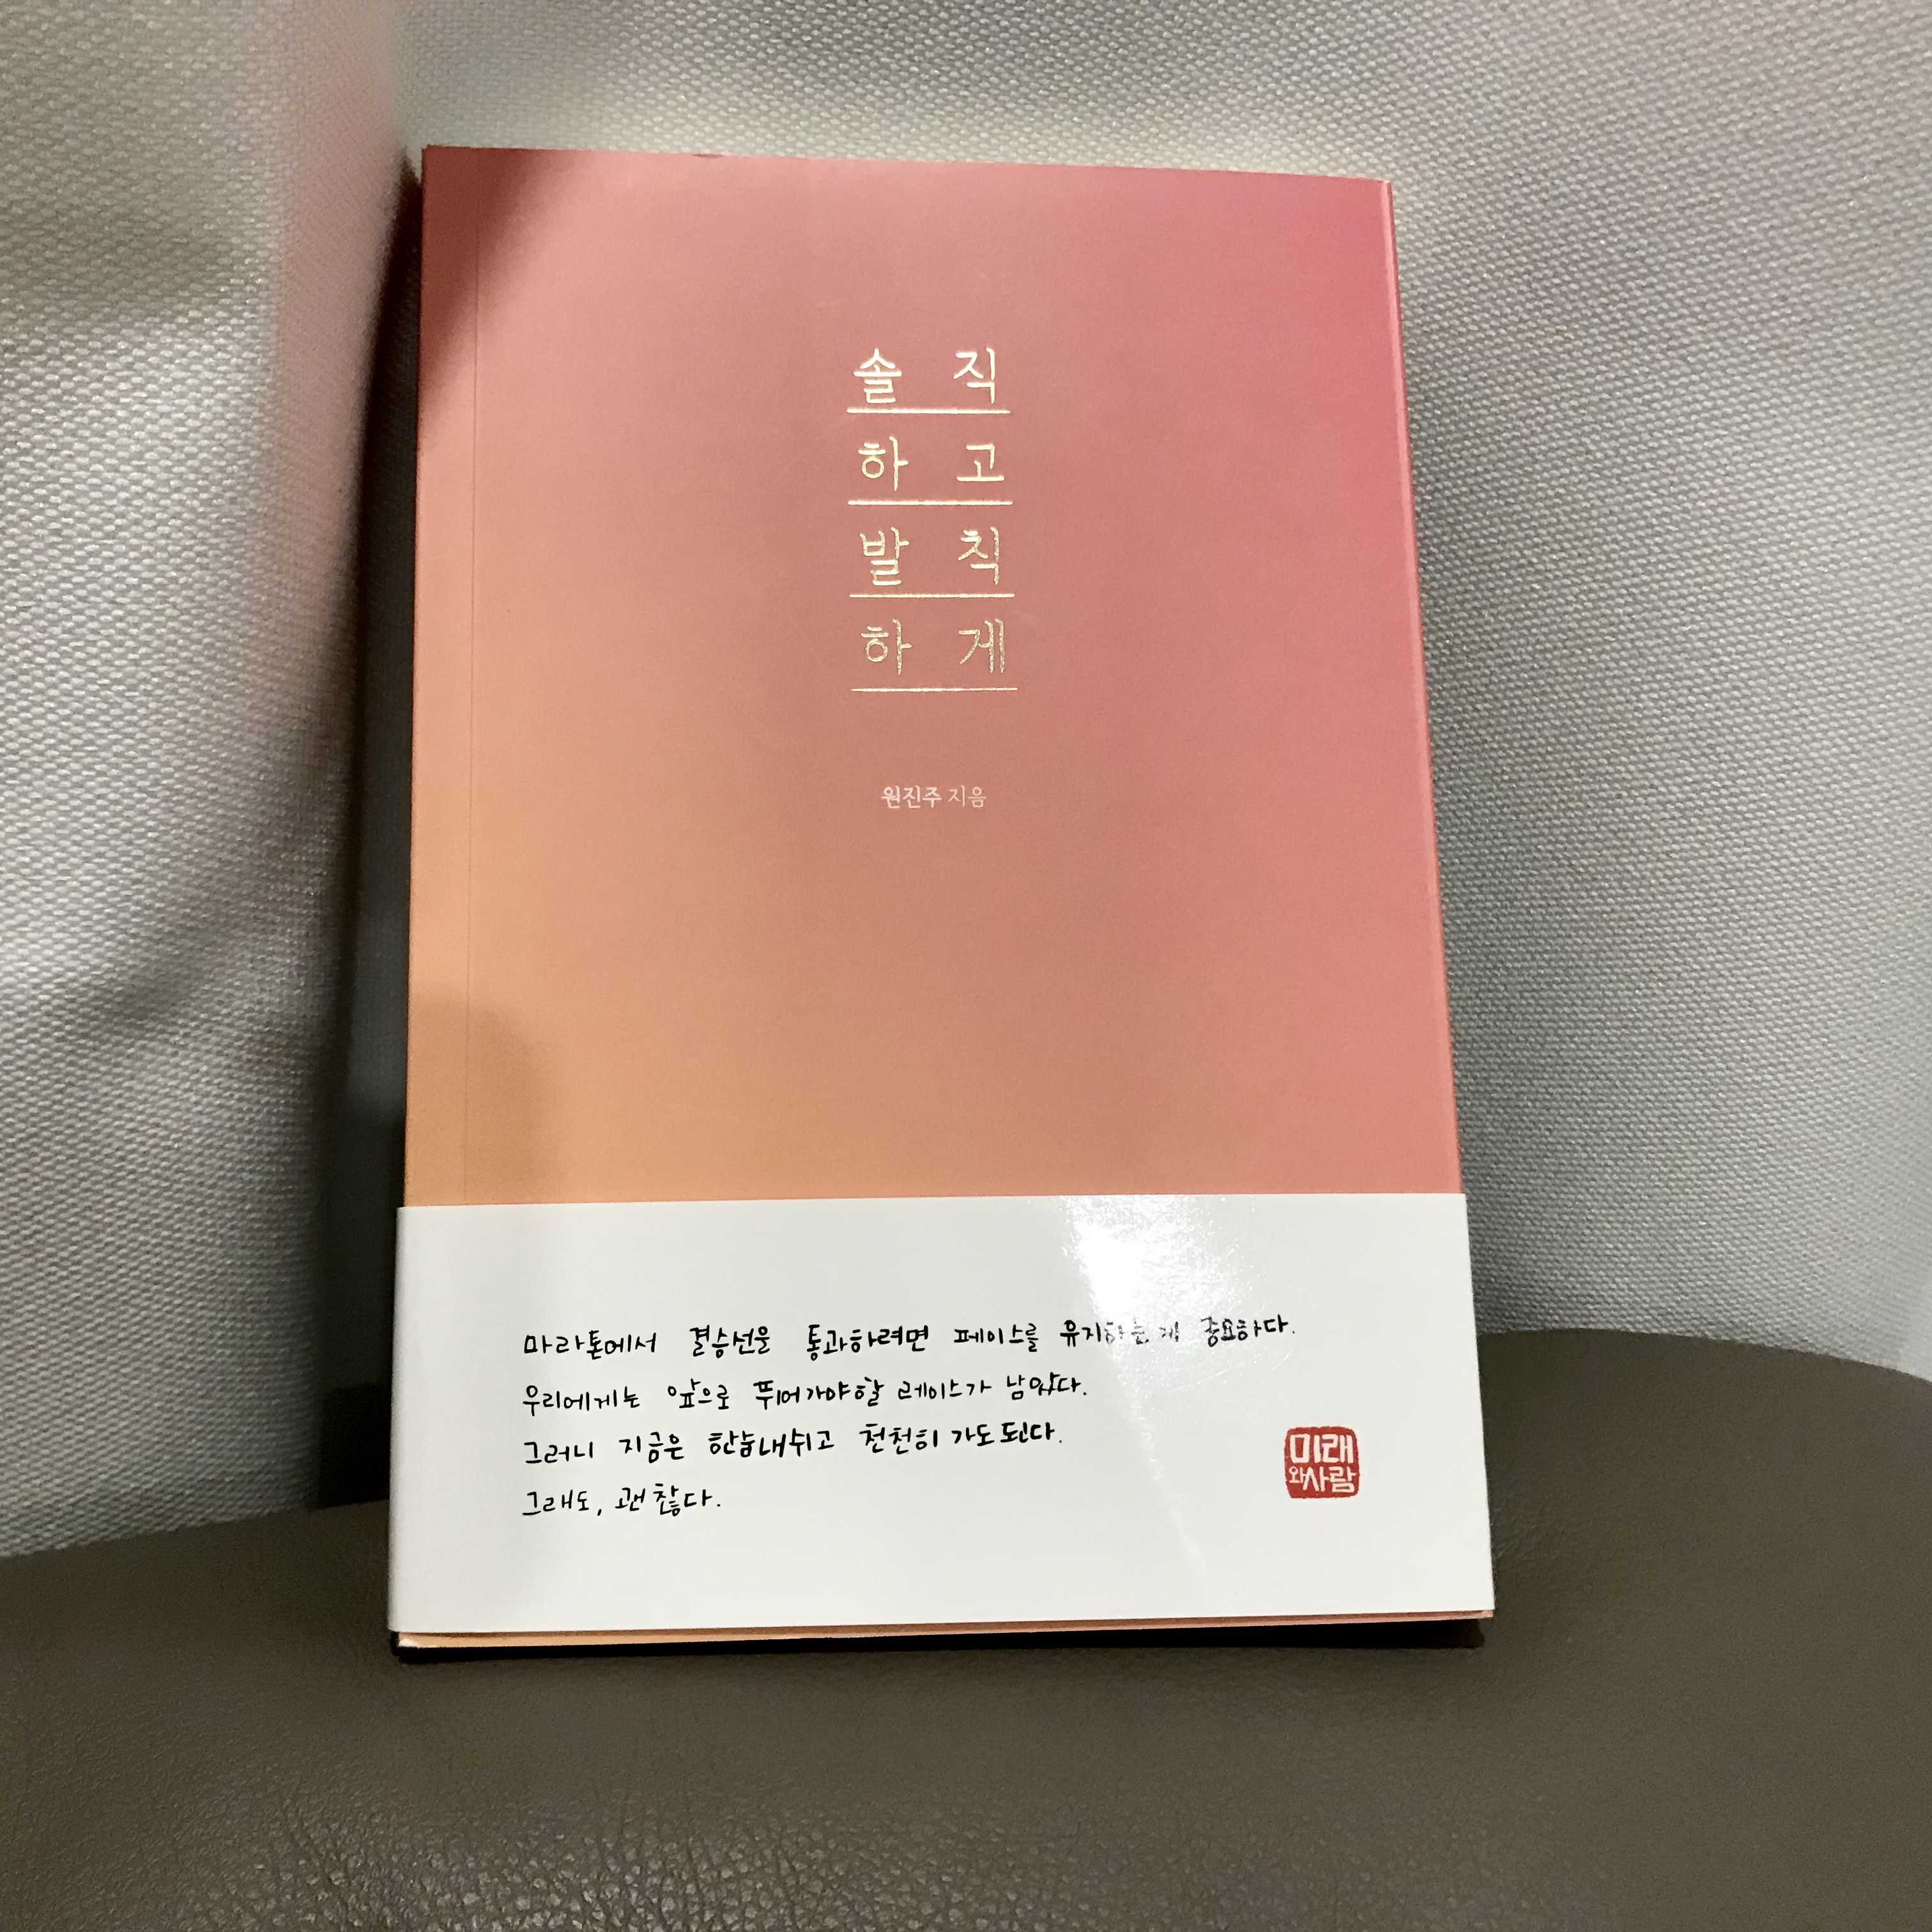 솔직
하고
발칙
하게
원진주 지음
마라톤에서 결승선을 통과하려면 페이스를 유지하는 게 중요하다.
우리에게는 앞으로 뛰어가야할 레이스가 남았다.
그러니 지금은 한숨내쉬고 천천히 가도 된다.
그래도, 괜찮다.
미래
와사람